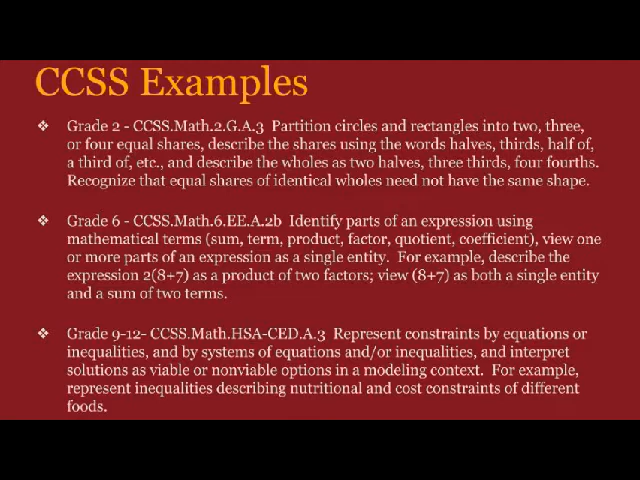 CCSS Examples
❖ Grade 2 - CCSS.Math.2.G.A.3  Partition circles and rectangles into two, three,
or four equal shares, describe the shares using the words halves, thirds, half of,
a third of, etc., and describe the wholes as two halves, three thirds, four fourths.
Recognize that equal shares of identical wholes need not have the same shape.
❖ Grade 6 - CCSS.Math.6.EE.A.2b  Identify parts of an expression using
mathematical terms (sum, term, product, factor, quotient, coefficient), view one
or more parts of an expression as a single entity.  For example, describe the
expression 2(8+7) as a product of two factors; view (8+7) as both a single entity
and a sum of two terms.
❖ Grade 9-12- CCSS.Math.HSA-CED.A.3  Represent constraints by equations or
inequalities, and by systems of equations and/or inequalities, and interpret
solutions as viable or nonviable options in a modeling context.  For example,
represent inequalities describing nutritional and cost constraints of different
foods.